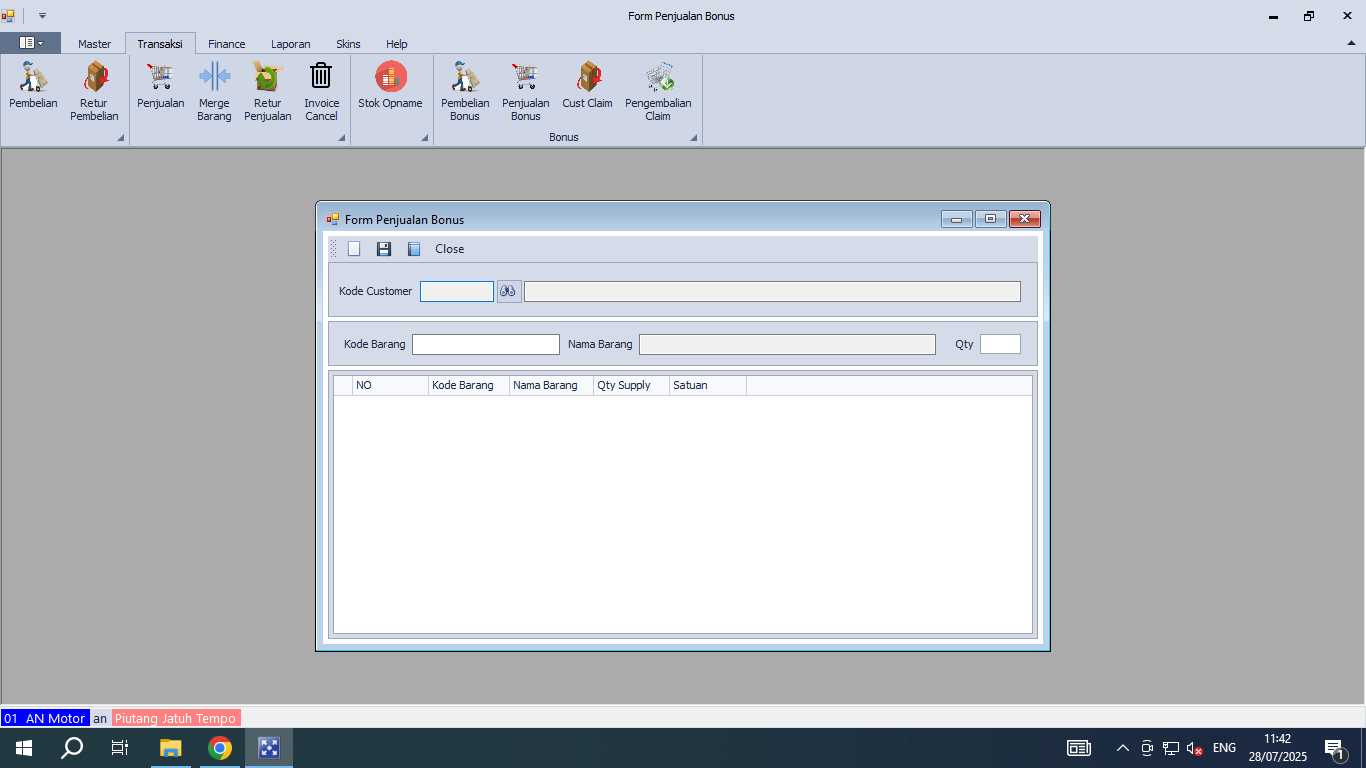 Form Penjualan Bonus
Master Transaksi Finance Laporan Skins Help
Pembelian
Retur Pembelian
Penjualan
Merge Barang
Retur Penjualan
Invoice Cancel
Stok Opname
Pembelian Bonus
Penjualan Bonus
Cust Claim
Pengembalian Claim
Bonus
Form Penjualan Bonus
Close
Kode Customer
Kode Barang Nama Barang Qty
NO Kode Barang Nama Barang Qty Supply Satuan
01 AN Motor an Piutang Jatuh Tempo
ENG
11:42
28/07/2025
1